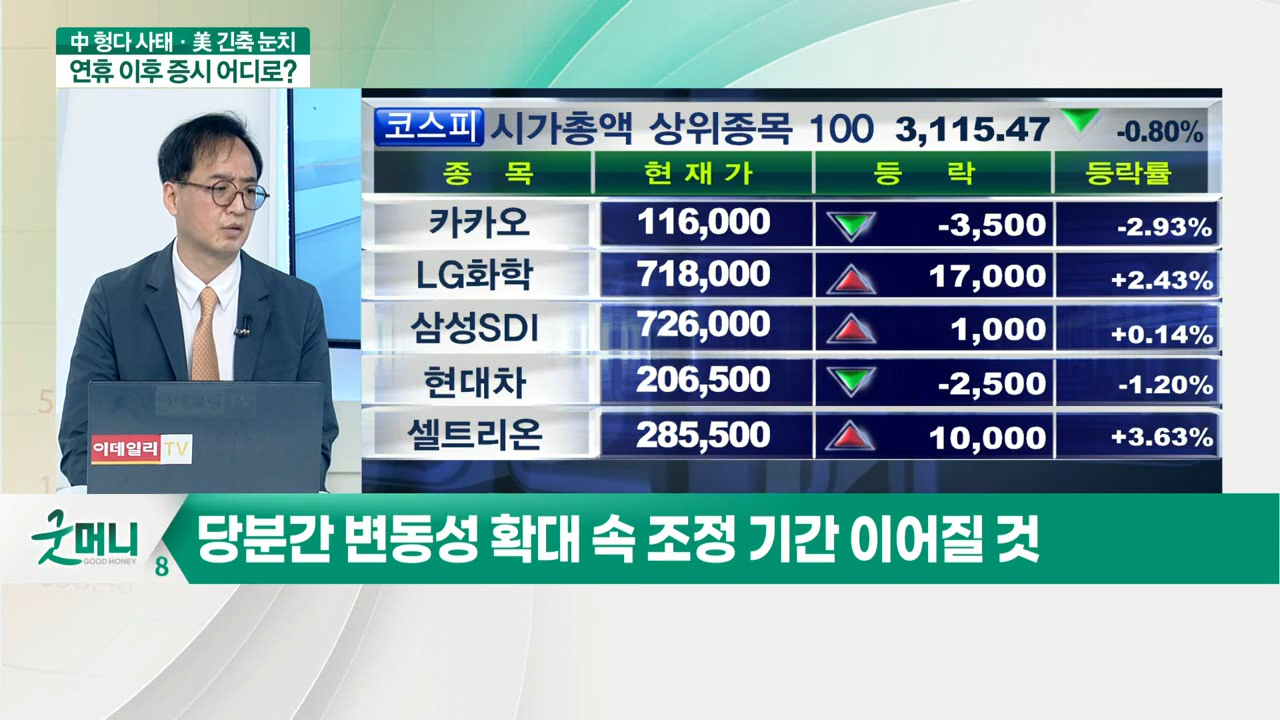 中 헝다 사태 · 美 긴축 눈치
연휴 이후 증시 어디로?
코스피 시가총액 상위종목 100 3,115.47 -0.80%
종 목 현 재 가 등 락 등락률
카카오 116,000 -3,500 -2.93%
LG화학 718,000 17,000 +2.43%
삼성SDI 726,000 1,000 +0.14%
현대차 206,500 -2,500 -1.20%
셀트리온 285,500 10,000 +3.63%
이데일리TV
이데일리 TV
굿머니
GOOD MONEY
8
당분간 변동성 확대 속 조정 기간 이어질 것